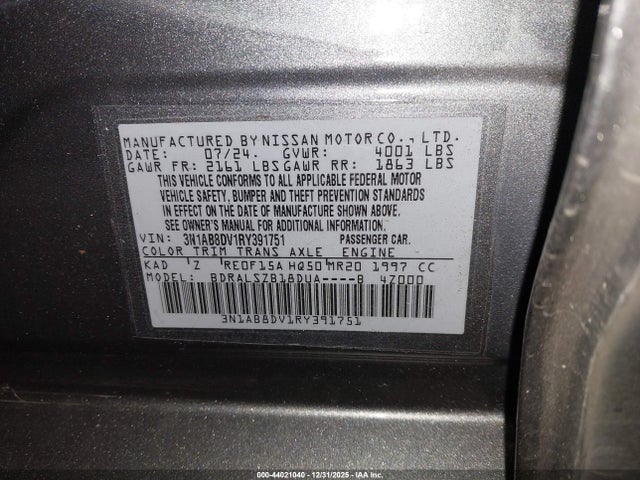 MANUFACTURED BY NISSAN MOTOR CO., LTD.
DATE: 07/24. GVWR: 4001 LBS
GAWR FR: 2161 LBS GAWR RR: 1863 LBS
THIS VEHICLE CONFORMS TO ALL APPLICABLE FEDERAL MOTOR
VEHICLE SAFETY, BUMPER AND THEFT PREVENTION STANDARDS
IN EFFECT ON THE DATE OF MANUFACTURE SHOWN ABOVE.
SEE OWNER'S MANUAL FOR ADDITIONAL INFORMATION.
VIN: 3N1AB8DV1RY391751 PASSENGER CAR.
COLOR TRIM TRANS AXLE ENGINE
KAD Z RE0F15A HQ50 MR20 1997 CC
MODEL: BDRALSZB18DUA----B 4Z000
3N1AB8DV1RY391751
000-44021040 - 12/31/2025 - IAA Inc.